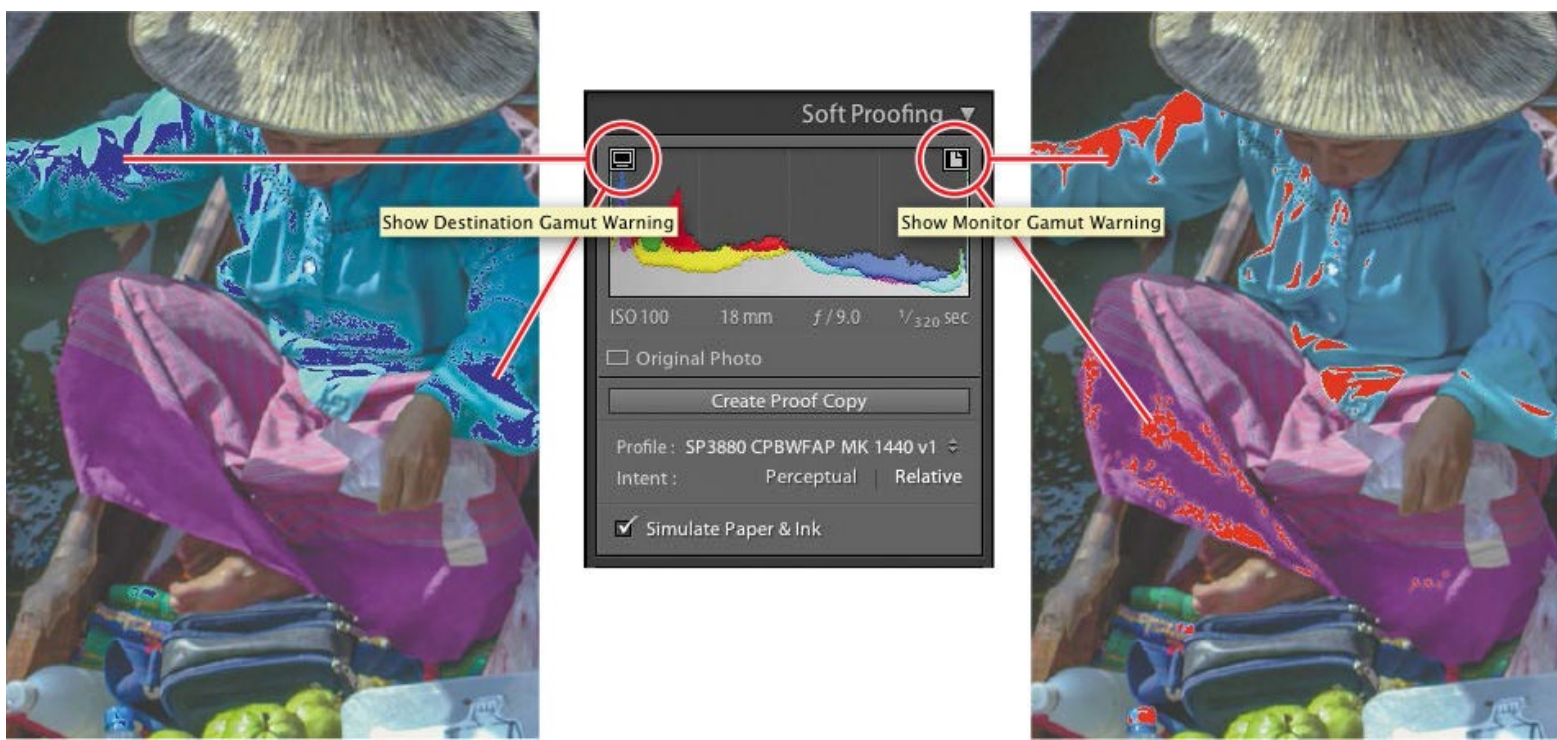 Soft Proofing
Show Destination Gamut Warning
Show Monitor Gamut Warning
ISO 100 18 mm ƒ / 9.0 1/320 sec
Original Photo
Create Proof Copy
Profile : SP3880 CPBWFAP MK 1440 v1
Intent : Perceptual Relative
Simulate Paper & Ink